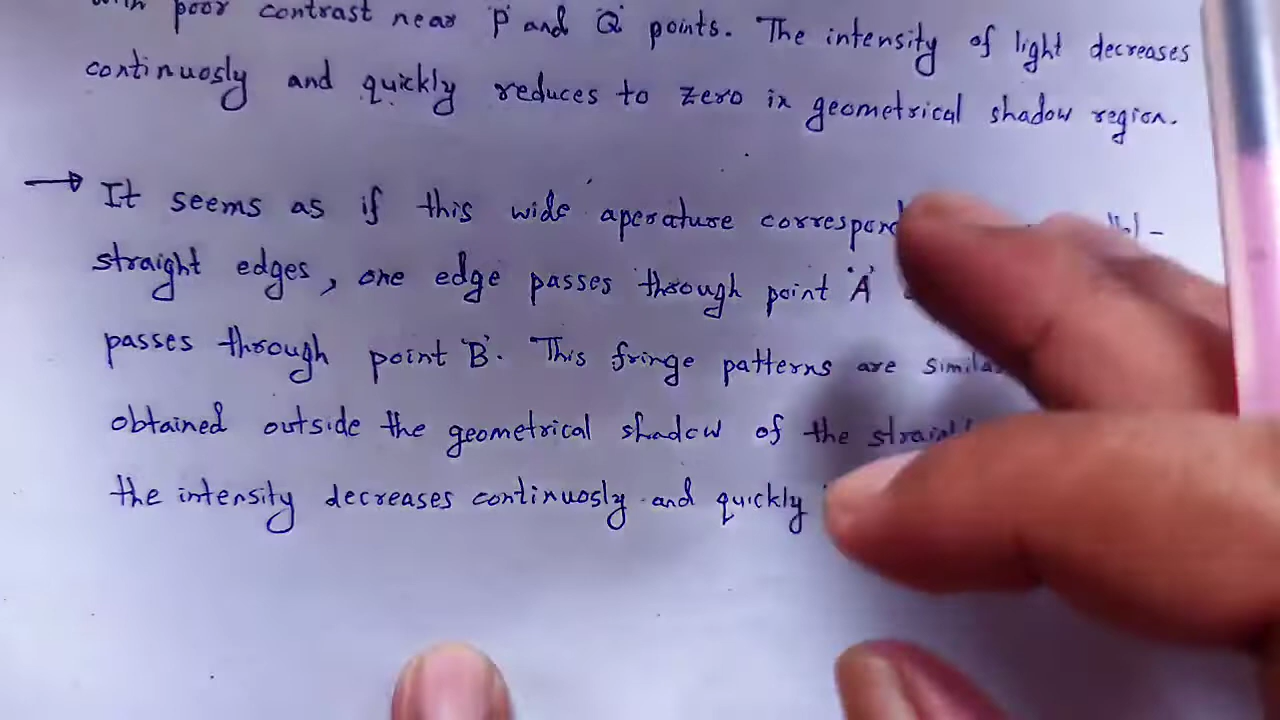 poor contrast near 'P' and 'Q' points. The intensity of light decreases
continuosly and quickly reduces to zero in geometrical shadow region.
→ It seems as if this wide aperature correspond
straight edges, one edge passes through point 'A'
passes through point 'B'. This fringe patterns are
obtained outside the geometrical shadow of the
the intensity decreases continuosly and quickly